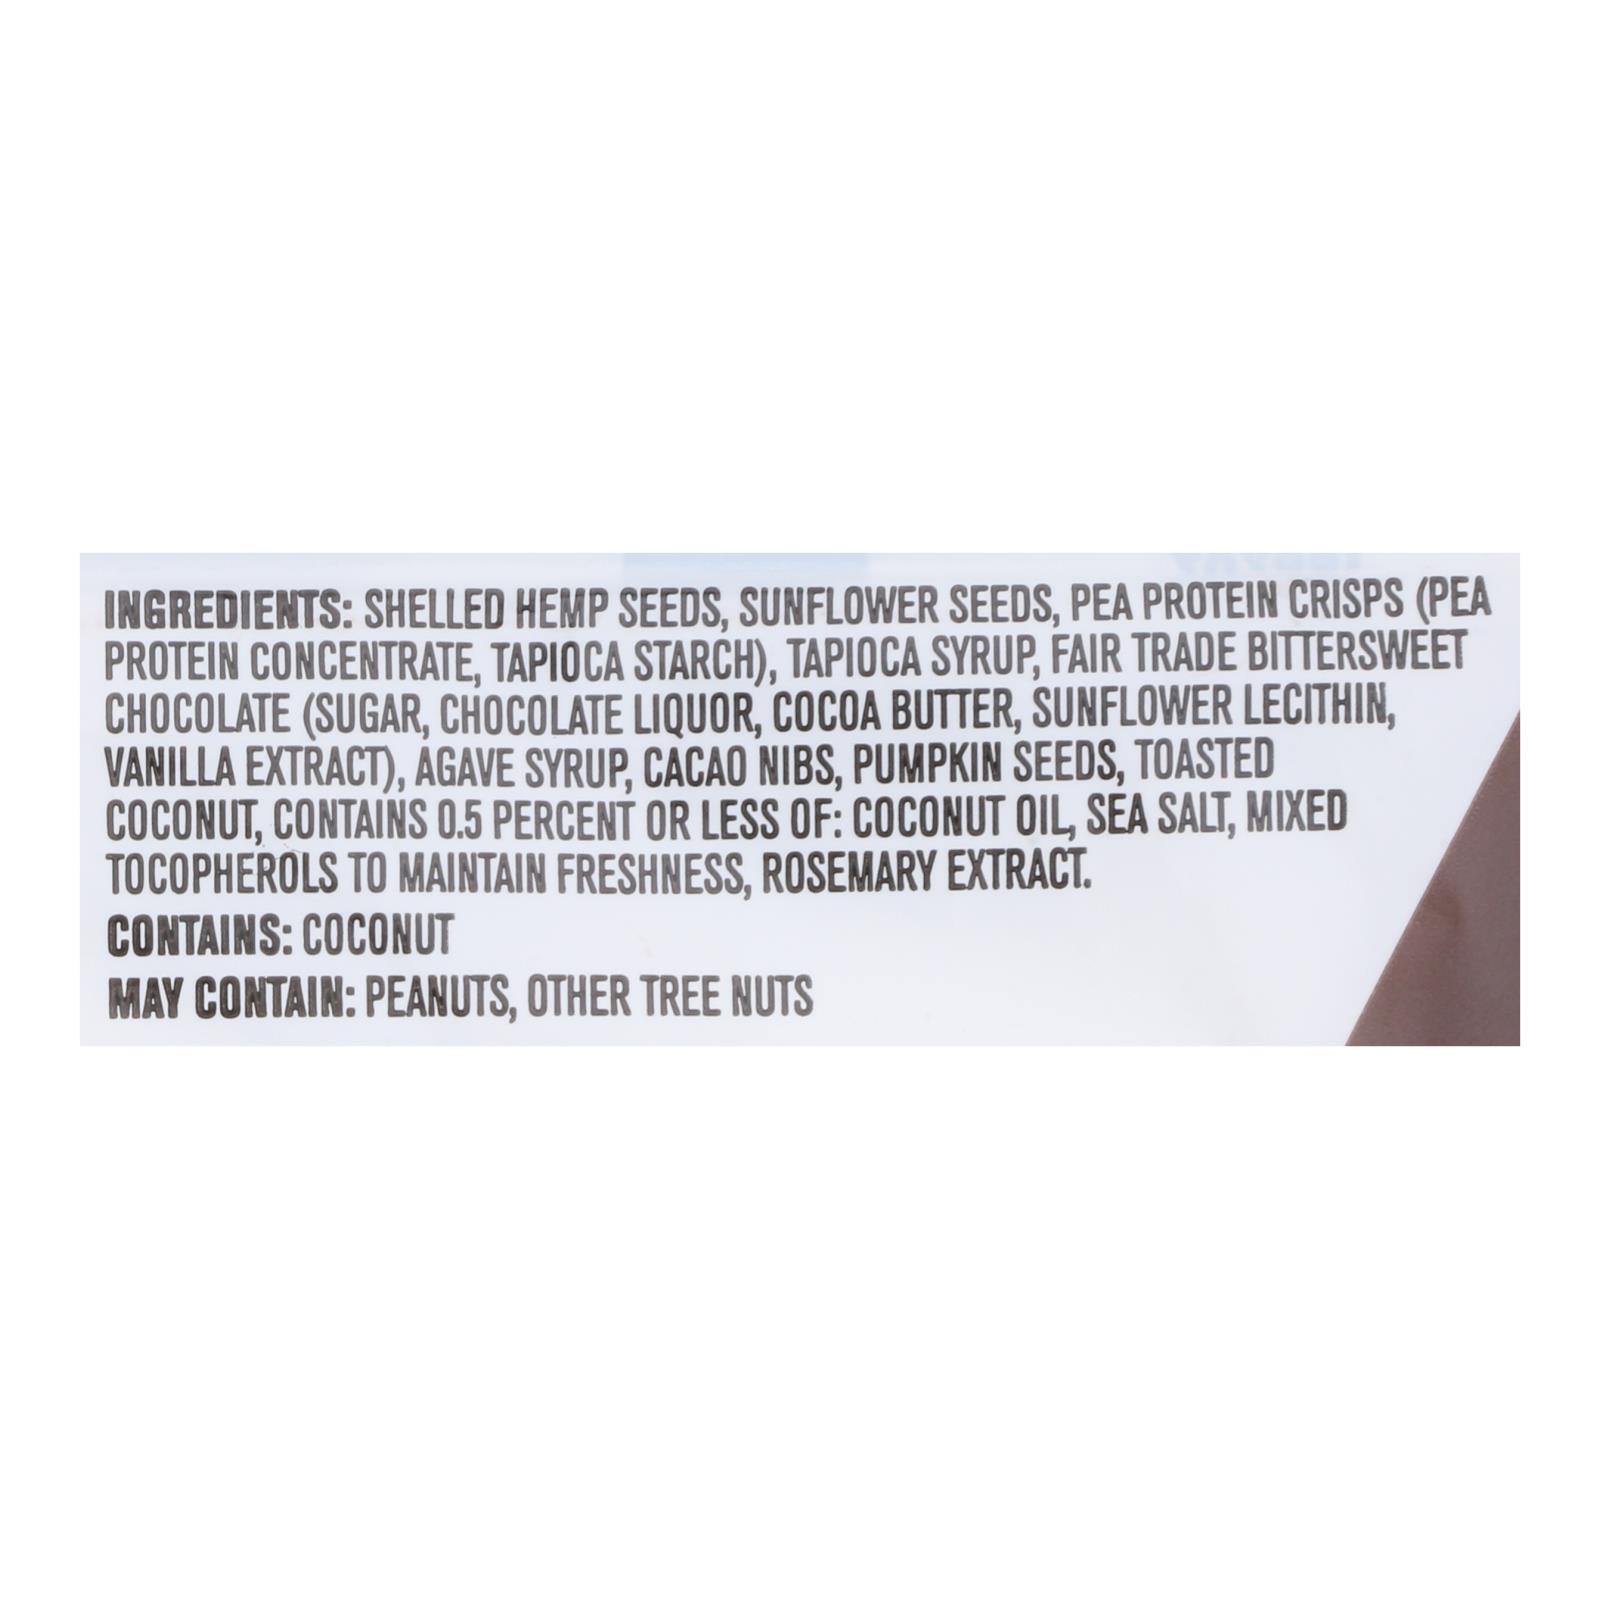 INGREDIENTS: SHELLED HEMP SEEDS, SUNFLOWER SEEDS, PEA PROTEIN CRISPS (PEA
PROTEIN CONCENTRATE, TAPIOCA STARCH), TAPIOCA SYRUP, FAIR TRADE BITTERSWEET
CHOCOLATE (SUGAR, CHOCOLATE LIQUOR, COCOA BUTTER, SUNFLOWER LECITHIN,
VANILLA EXTRACT), AGAVE SYRUP, CACAO NIBS, PUMPKIN SEEDS, TOASTED
COCONUT, CONTAINS 0.5 PERCENT OR LESS OF: COCONUT OIL, SEA SALT, MIXED
TOCOPHEROLS TO MAINTAIN FRESHNESS, ROSEMARY EXTRACT.
CONTAINS: COCONUT
MAY CONTAIN: PEANUTS, OTHER TREE NUTS